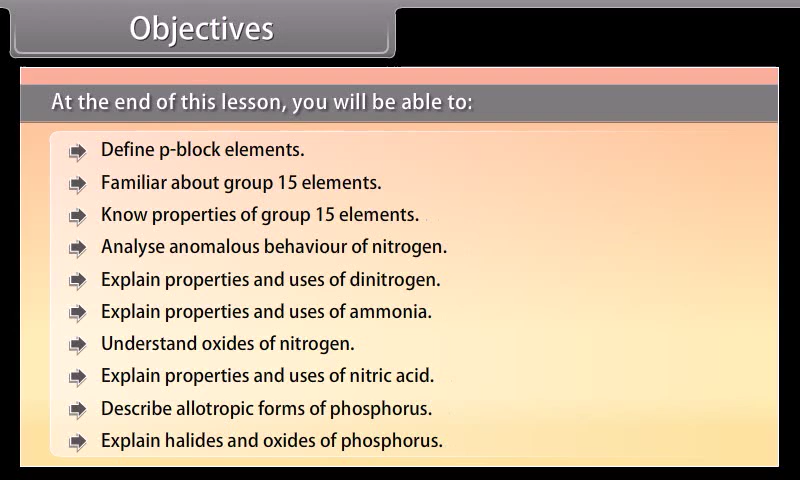 Objectives
At the end of this lesson, you will be able to:
Define p-block elements.
Familiar about group 15 elements.
Know properties of group 15 elements.
Analyse anomalous behaviour of nitrogen.
Explain properties and uses of dinitrogen.
Explain properties and uses of ammonia.
Understand oxides of nitrogen.
Explain properties and uses of nitric acid.
Describe allotropic forms of phosphorus.
Explain halides and oxides of phosphorus.